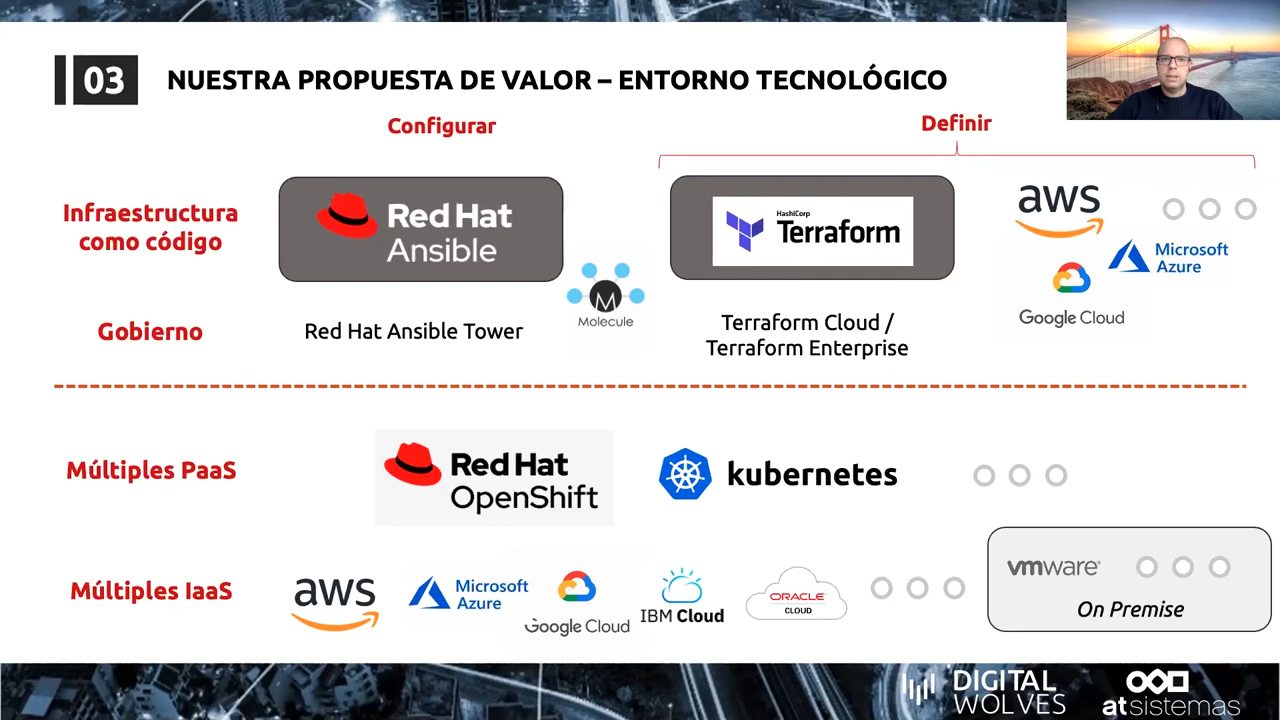 03
NUESTRA PROPUESTA DE VALOR – ENTORNO TECNOLÓGICO
Configurar
Definir
Infraestructura
como código
Red Hat
Ansible
HashiCorp
Terraform
aws
Microsoft
Azure
Google Cloud
M
Molecule
Gobierno
Red Hat Ansible Tower
Terraform Cloud /
Terraform Enterprise
Múltiples PaaS
Red Hat
OpenShift
kubernetes
Múltiples IaaS
aws
Microsoft
Azure
Google Cloud
IBM Cloud
ORACLE
CLOUD
vmware
On Premise
DIGITAL
WOLVES
atsistemas